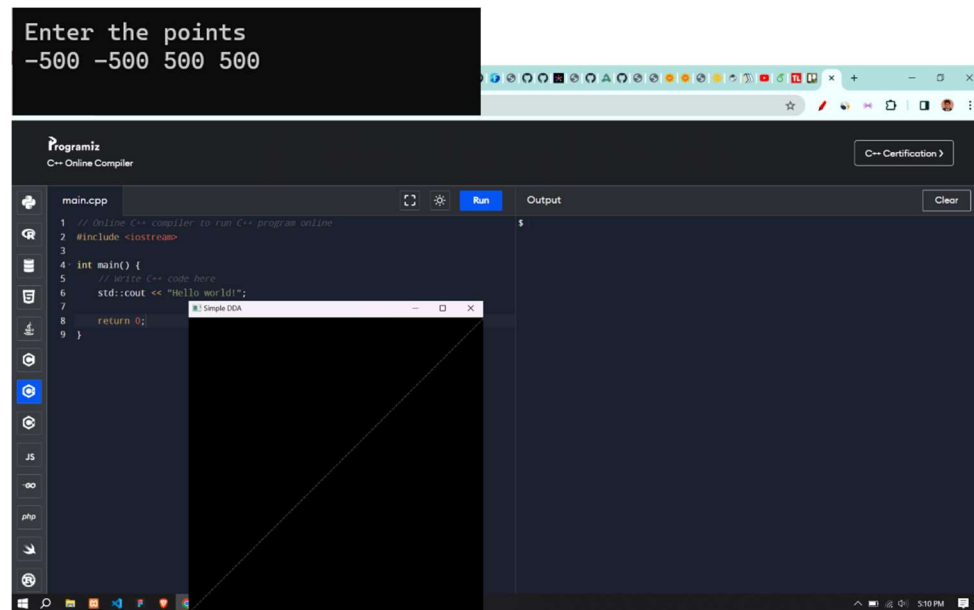 Enter the points
-500 -500 500 500
Programiz
C++ Online Compiler
C++ Certification >
main.cpp
Run
Output
Clear
1 // Online C++ compiler to run C++ program online
2 #include <iostream>
3
4 int main() {
5 // Write C++ code here
6 std::cout << "Hello world!";
7
8 return 0;
9 }
$
Simple DDA
JS
-GO
php
5:10 PM